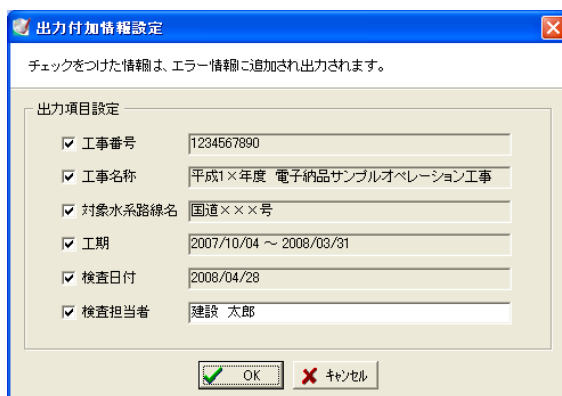 出力付加情報設定
チェックをつけた情報は、エラー情報に追加され出力されます。
出力項目設定
工事番号 1234567890
工事名称 平成1×年度 電子納品サンプルオペレーション工事
対象水系路線名 国道×××号
工期 2007/10/04 ～ 2008/03/31
検査日付 2008/04/28
検査担当者 建設 太郎
OK キャンセル